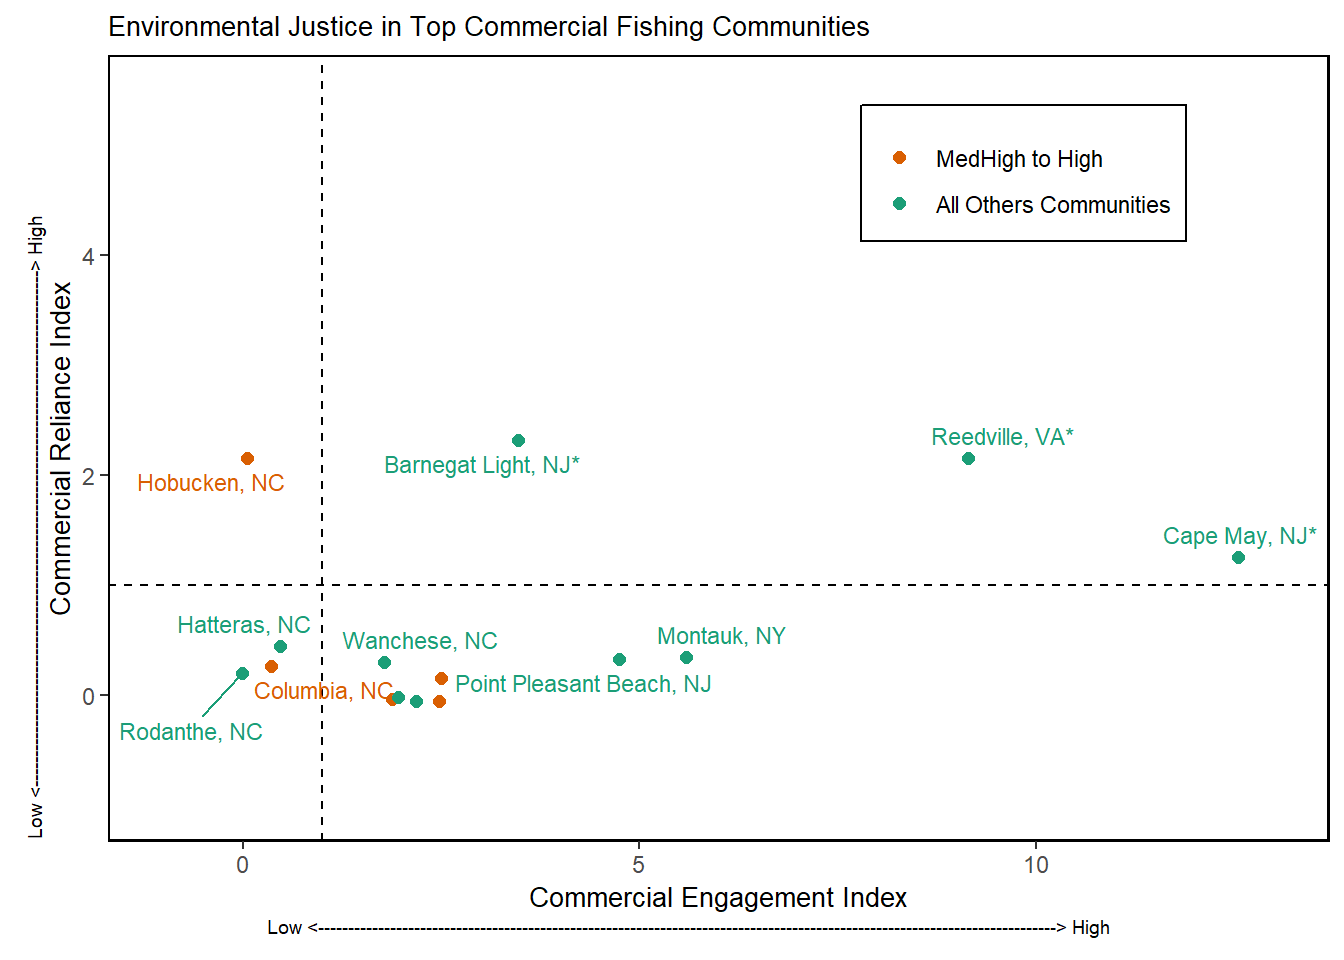 Environmental Justice in Top Commercial Fishing Communities
MedHigh to High
All Others Communities
Low <--------------------------------------------------------------------------------------> High
Commercial Reliance Index
4
2
0
Reedville, VA*
Barnegat Light, NJ*
Hobucken, NC
Cape May, NJ*
Hatteras, NC
Wanchese, NC
Montauk, NY
Point Pleasant Beach, NJ
Columbia, NC
Rodanthe, NC
0
5
10
Commercial Engagement Index
Low <--------------------------------------------------------------------------------------------------------------------------> High